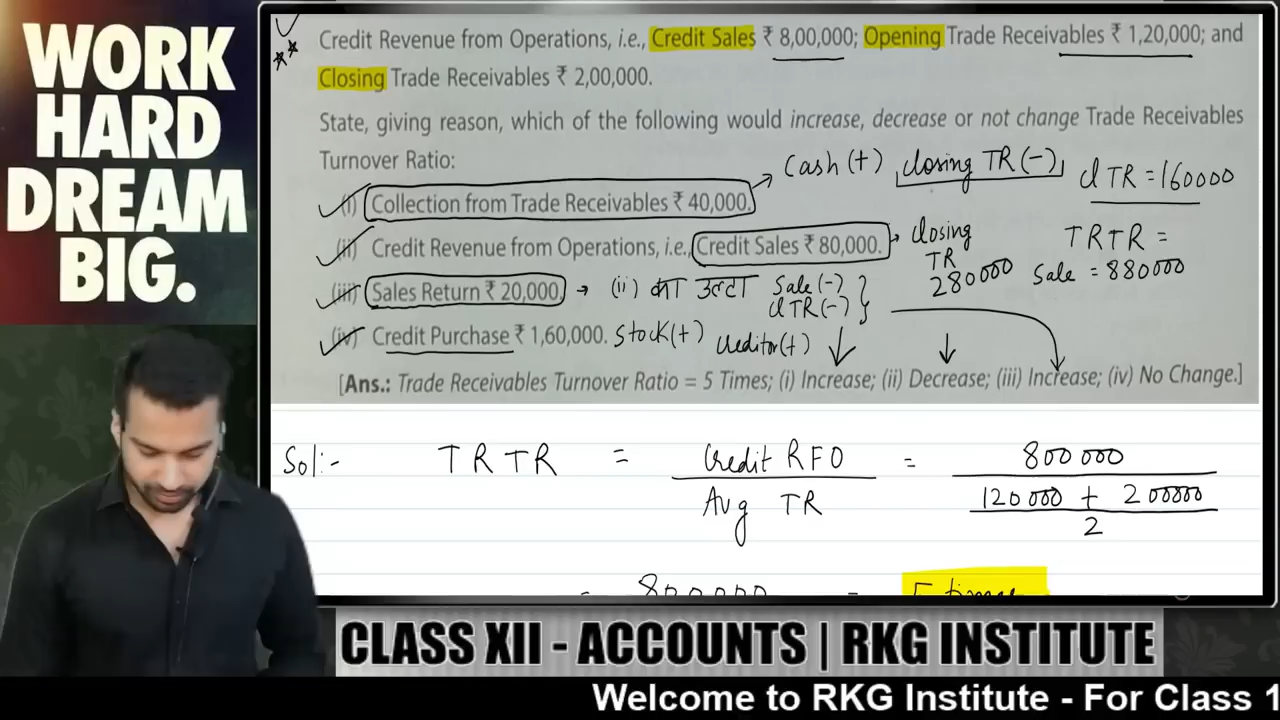 WORK
HARD
DREAM
BIG.
Credit Revenue from Operations, i.e., Credit Sales ₹ 8,00,000; Opening Trade Receivables ₹ 1,20,000; and
Closing Trade Receivables ₹ 2,00,000.
State, giving reason, which of the following would increase, decrease or not change Trade Receivables
Turnover Ratio:
(i) Collection from Trade Receivables ₹ 40,000. Cash (+) closing TR (-) cl TR = 160000
(ii) Credit Revenue from Operations, i.e., Credit Sales ₹ 80,000. closing TR 280000 TRTR =
Sale = 880000
(iii) Sales Return ₹ 20,000 → (ii) का उल्टा Sale (-)
cl TR (-)
(iv) Credit Purchase ₹ 1,60,000. Stock (+) creditor (+)
[Ans.: Trade Receivables Turnover Ratio = 5 Times; (i) Increase; (ii) Decrease; (iii) Increase; (iv) No Change.]
Sol:- TRTR = Credit RFO = 800000
Avg TR 120000 + 200000
2
= 800000 = 5 times
CLASS XII - ACCOUNTS | RKG INSTITUTE
Welcome to RKG Institute - For Class 1